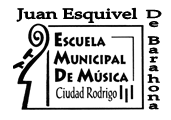 Juan Esquivel
De Barahona
ESCUELA
MUNICIPAL
DE MÚSICA
Ciudad Rodrigo